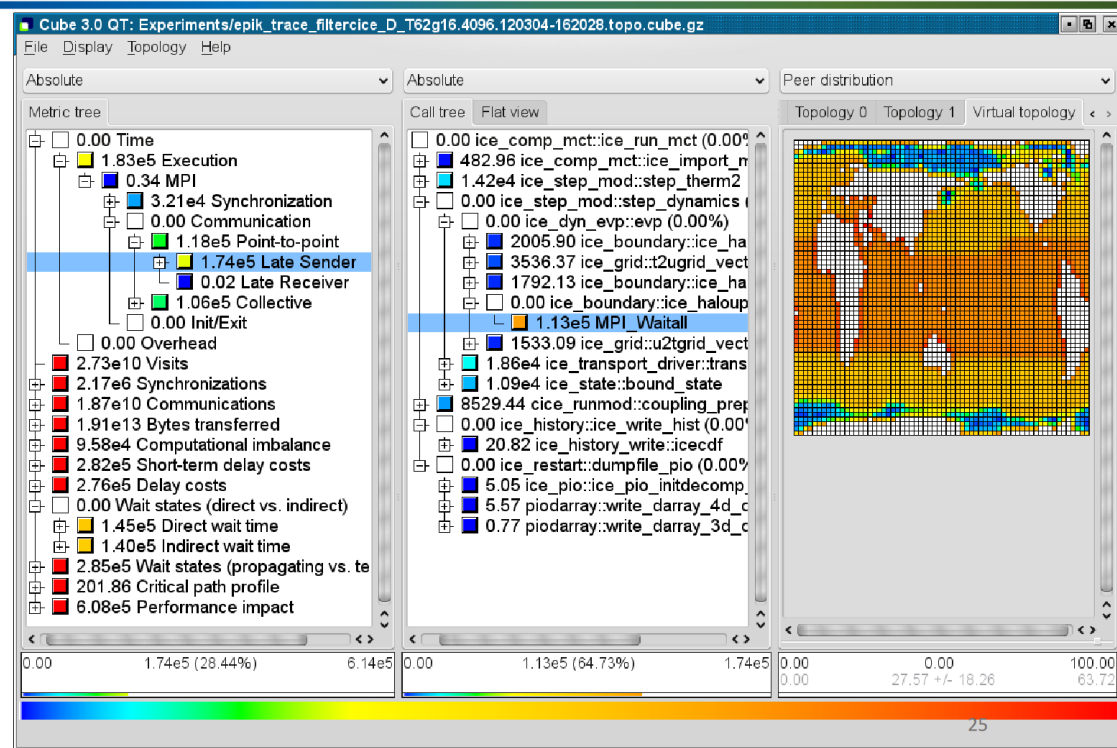 Cube 3.0 QT: Experiments/epik_trace_filtercice_D_T62g16.4096.120304-162028.topo.cube.gz
File Display Topology Help
Absolute
Metric tree
0.00 Time
1.83e5 Execution
0.34 MPI
3.21e4 Synchronization
0.00 Communication
1.18e5 Point-to-point
1.74e5 Late Sender
0.02 Late Receiver
1.06e5 Collective
0.00 Init/Exit
0.00 Overhead
2.73e10 Visits
2.17e6 Synchronizations
1.87e10 Communications
1.91e13 Bytes transferred
9.58e4 Computational imbalance
2.82e5 Short-term delay costs
2.76e5 Delay costs
0.00 Wait states (direct vs. indirect)
1.45e5 Direct wait time
1.40e5 Indirect wait time
2.85e5 Wait states (propagating vs. te
201.86 Critical path profile
6.08e5 Performance impact
0.00 1.74e5 (28.44%) 6.14e5
Absolute
Call tree Flat view
0.00 ice_comp_mct::ice_run_mct (0.00%
482.96 ice_comp_mct::ice_import_m
1.42e4 ice_step_mod::step_therm2
0.00 ice_step_mod::step_dynamics (
0.00 ice_dyn_evp::evp (0.00%)
2005.90 ice_boundary::ice_ha
3536.37 ice_grid::t2ugrid_vect
1792.13 ice_boundary::ice_ha
0.00 ice_boundary::ice_haloup
1.13e5 MPI_Waitall
1533.09 ice_grid::u2tgrid_vect
1.86e4 ice_transport_driver::trans
1.09e4 ice_state::bound_state
8529.44 cice_runmod::coupling_prep
0.00 ice_history::ice_write_hist (0.00%
20.82 ice_history_write::icecdf
0.00 ice_restart::dumpfile_pio (0.00%
5.05 ice_pio::ice_pio_initdecomp_
5.57 piodarray::write_darray_4d_c
0.77 piodarray::write_darray_3d_c
0.00 1.13e5 (64.73%) 1.74e5
Peer distribution
Topology 0 Topology 1 Virtual topology
0.00 0.00 100.00
0.00 27.57 +/- 18.26 63.72
25